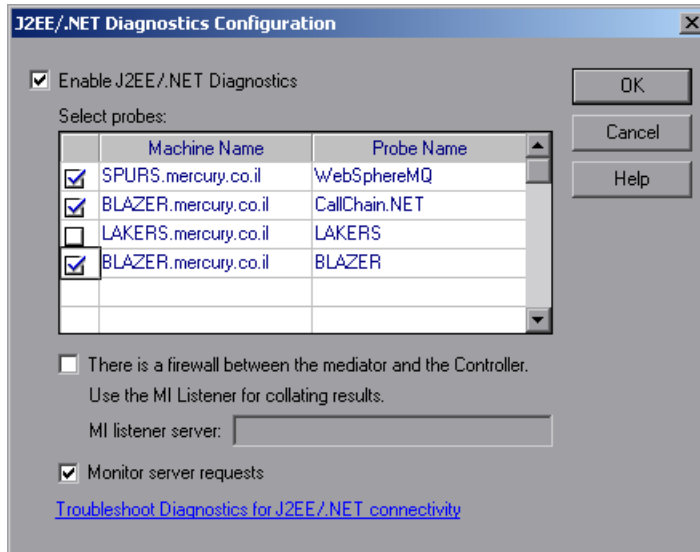 J2EE/.NET Diagnostics Configuration
Enable J2EE/.NET Diagnostics
OK
Select probes:
Cancel
Machine Name Probe Name
SPURS.mercury.co.il WebSphereMQ
Help
BLAZER.mercury.co.il CallChain.NET
LAKERS.mercury.co.il LAKERS
BLAZER.mercury.co.il BLAZER
There is a firewall between the mediator and the Controller.
Use the MI Listener for collating results.
MI listener server:
Monitor server requests
Troubleshoot Diagnostics for J2EE/.NET connectivity